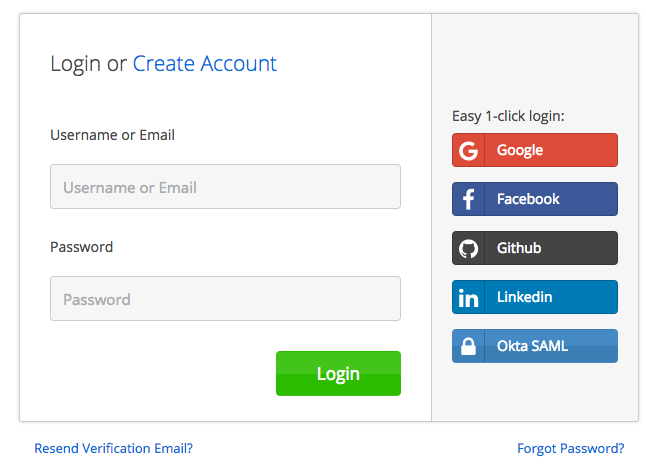 Login or Create Account
Username or Email
Username or Email
Password
Password
Login
Easy 1-click login:
Google
Facebook
Github
Linkedin
Okta SAML
Resend Verification Email?
Forgot Password?